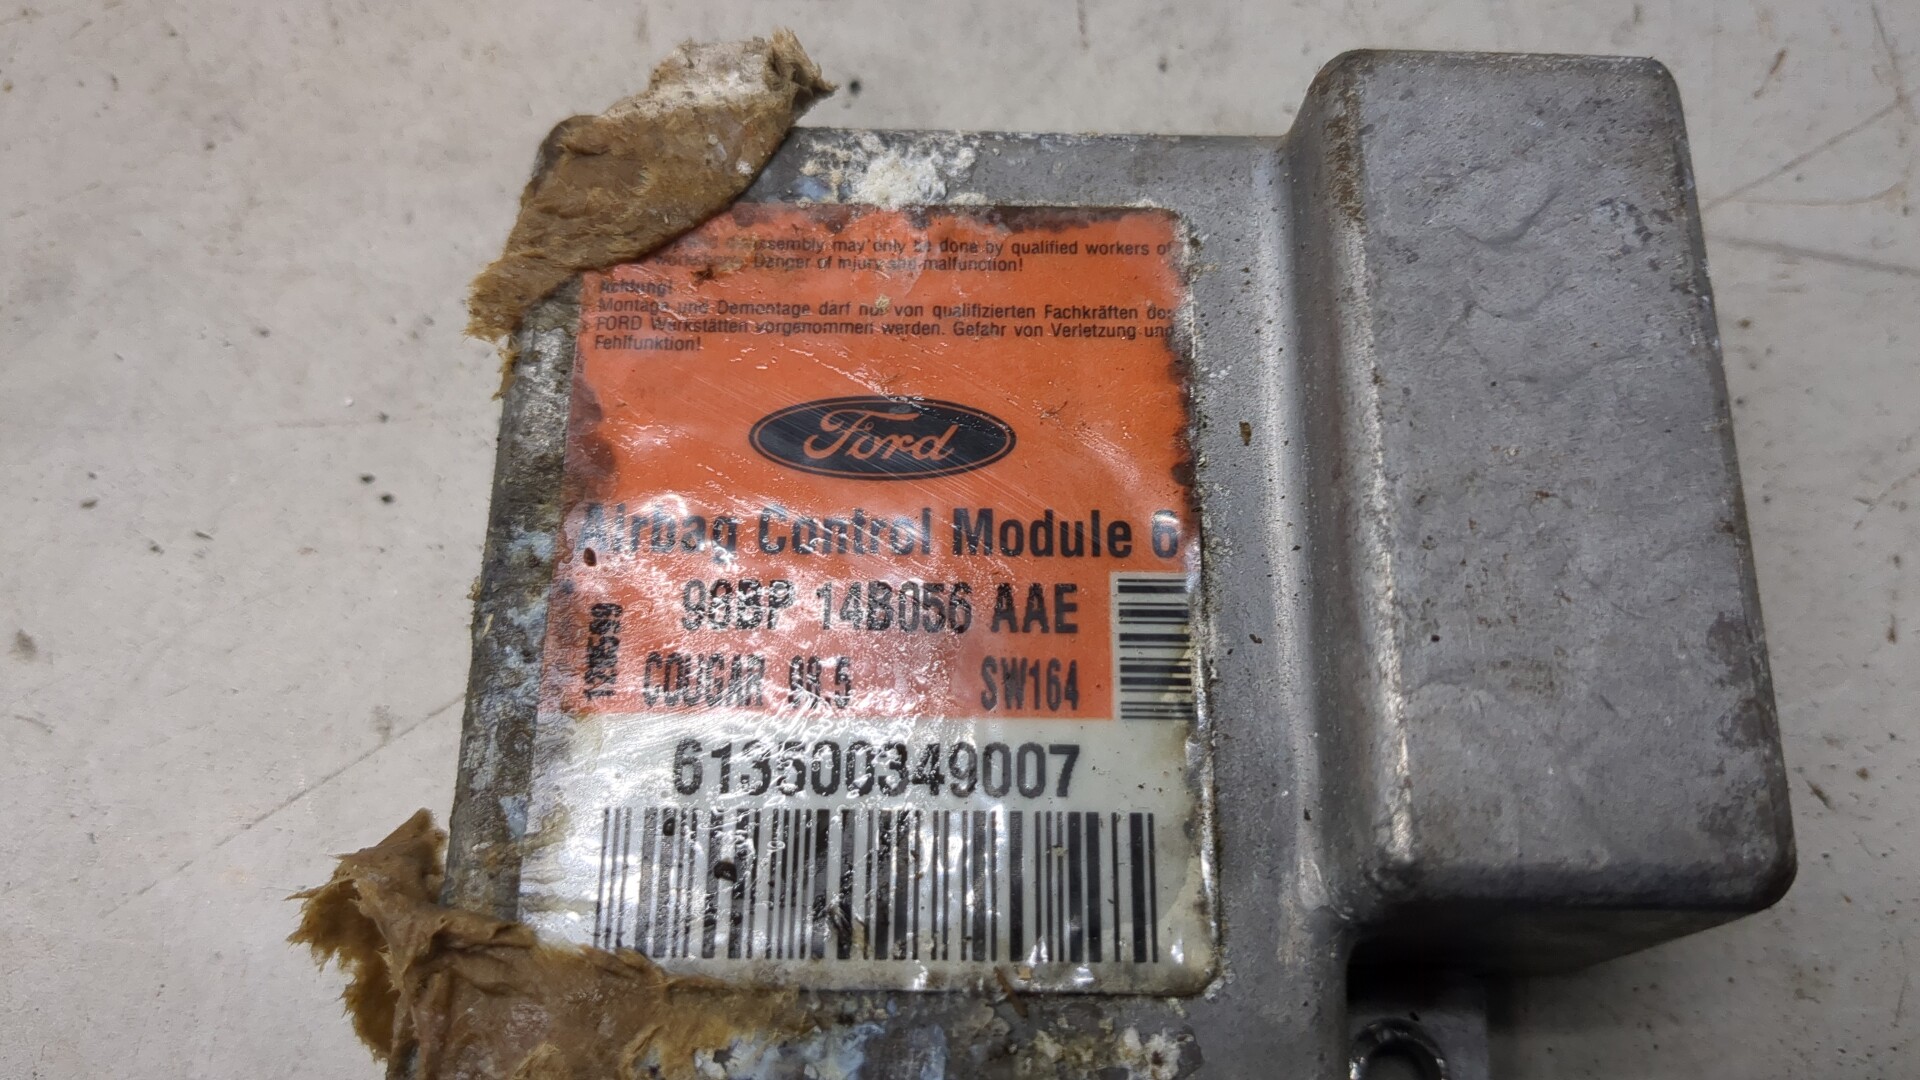 assembly may only be done by qualified workers of
Danger of injury and malfunction!
Achtung!
Montage und Demontage darf nur von qualifizierten Fachkräften der
FORD Werkstätten vorgenommen werden. Gefahr von Verletzung und
Fehlfunktion!
Ford
Airbag Control Module 6
98BP 14B056 AAE
COUGAR 98.5 SW164
613500349007